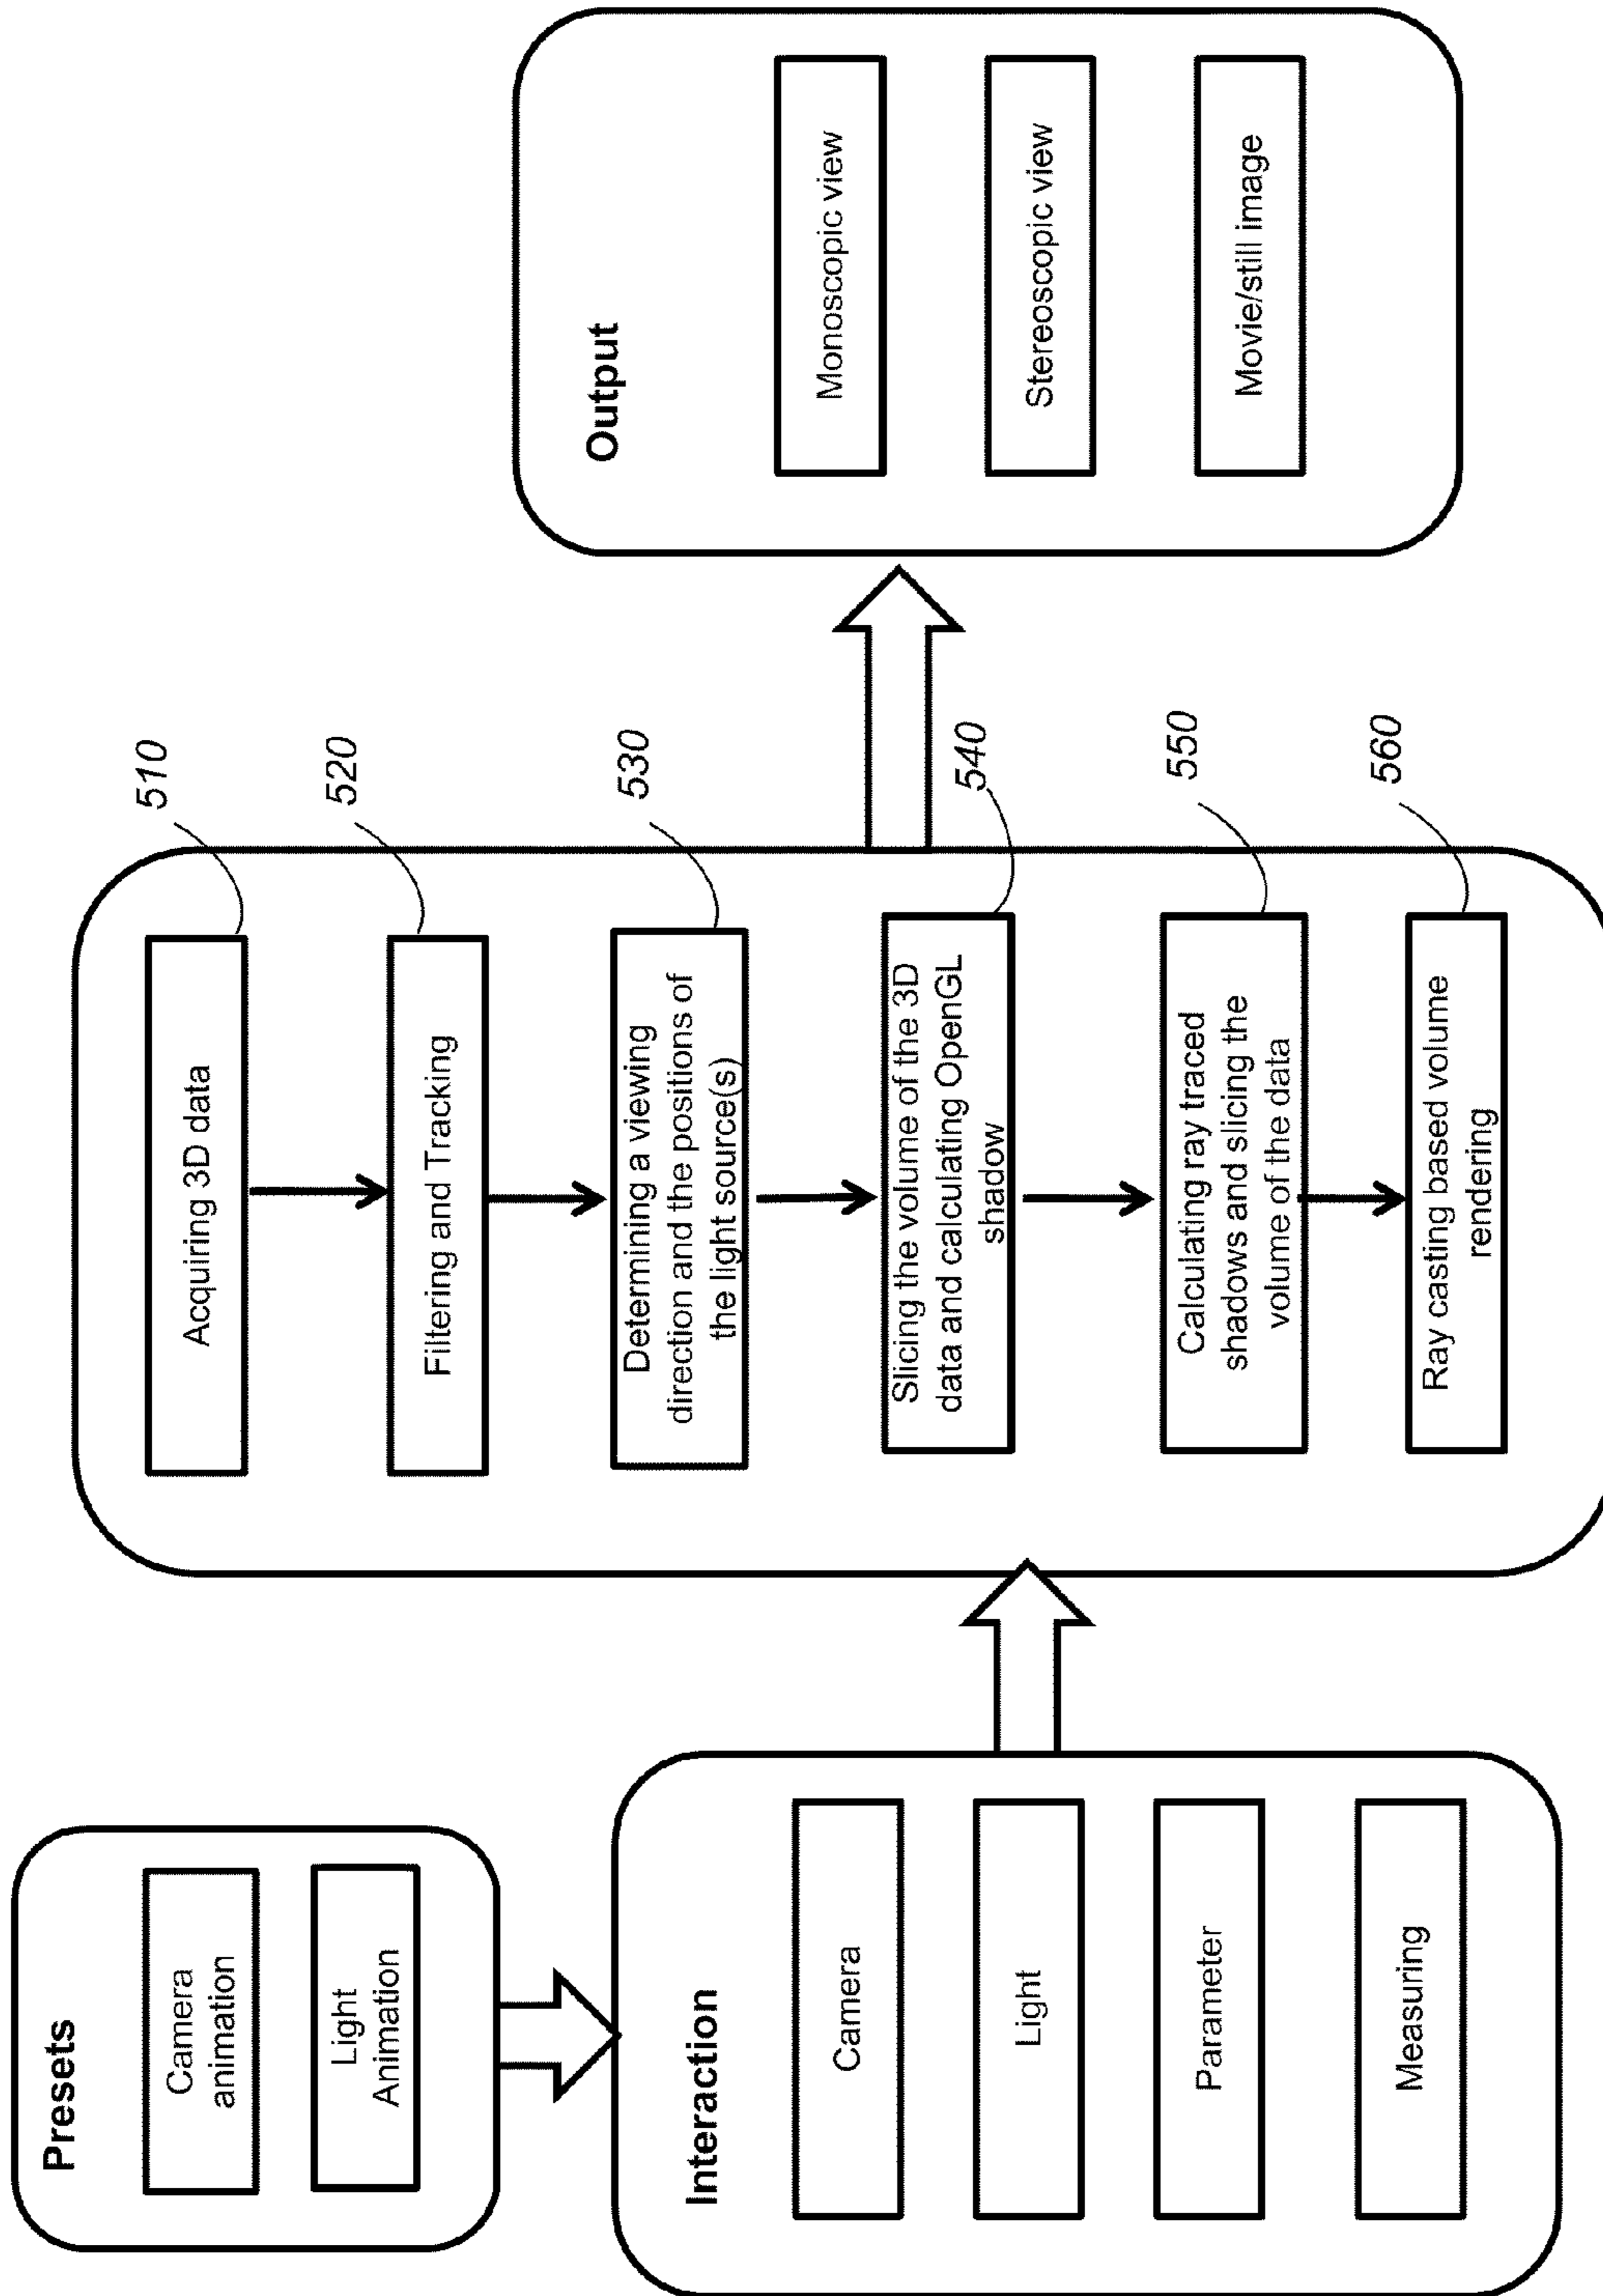 Presets
Camera
animation
Light
Animation
Interaction
Camera
Light
Parameter
Measuring
510
Acquiring 3D data
520
Filtering and Tracking
530
Determining a viewing
direction and the positions of
the light source(s)
540
Slicing the volume of the 3D
data and calculating OpenGL
shadow
550
Calculating ray traced
shadows and slicing the
volume of the data
560
Ray casting based volume
rendering
Output
Monoscopic view
Stereoscopic view
Movie/still image